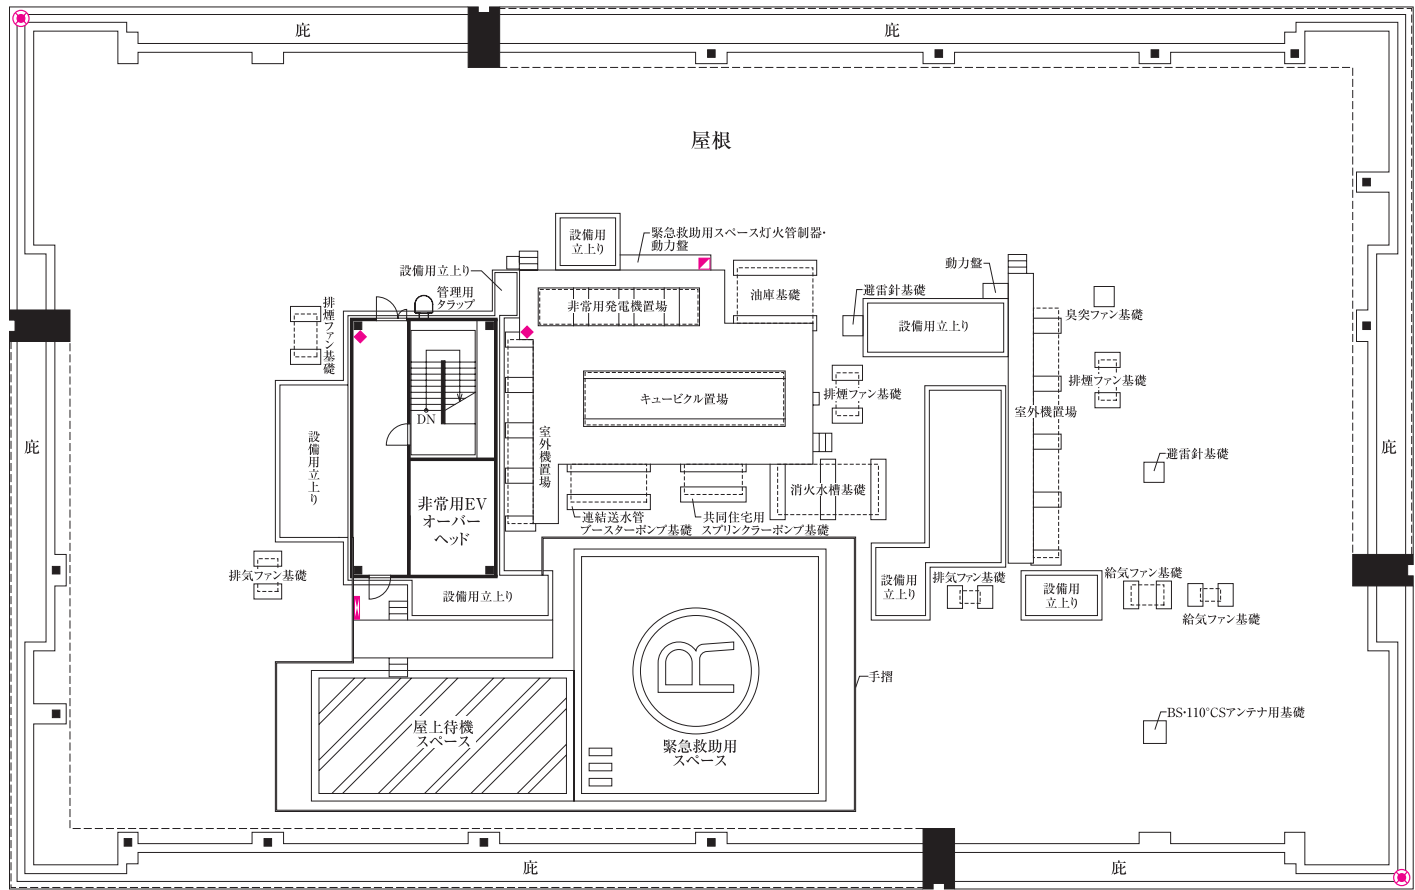 庇
庇
屋根
設備用
立上り
緊急救助用スペース灯火管制器・
動力盤
設備用立上り
管理用
タラップ
非常用発電機置場
油庫基礎
避雷針基礎
動力盤
設備用立上り
臭突ファン基礎
排煙ファン基礎
排煙ファン基礎
キュービクル置場
排煙ファン基礎
室外機置場
DN
設備用立上り
室外機置場
庇
庇
避雷針基礎
消火水槽基礎
非常用EV
オーバー
ヘッド
連結送水管
ブースターポンプ基礎
共同住宅用
スプリンクラーポンプ基礎
排気ファン基礎
設備用立上り
設備用
立上り
排気ファン基礎
設備用
立上り
給気ファン基礎
給気ファン基礎
R
手摺
屋上待機
スペース
緊急救助用
スペース
BS・110°CSアンテナ用基礎
庇
庇